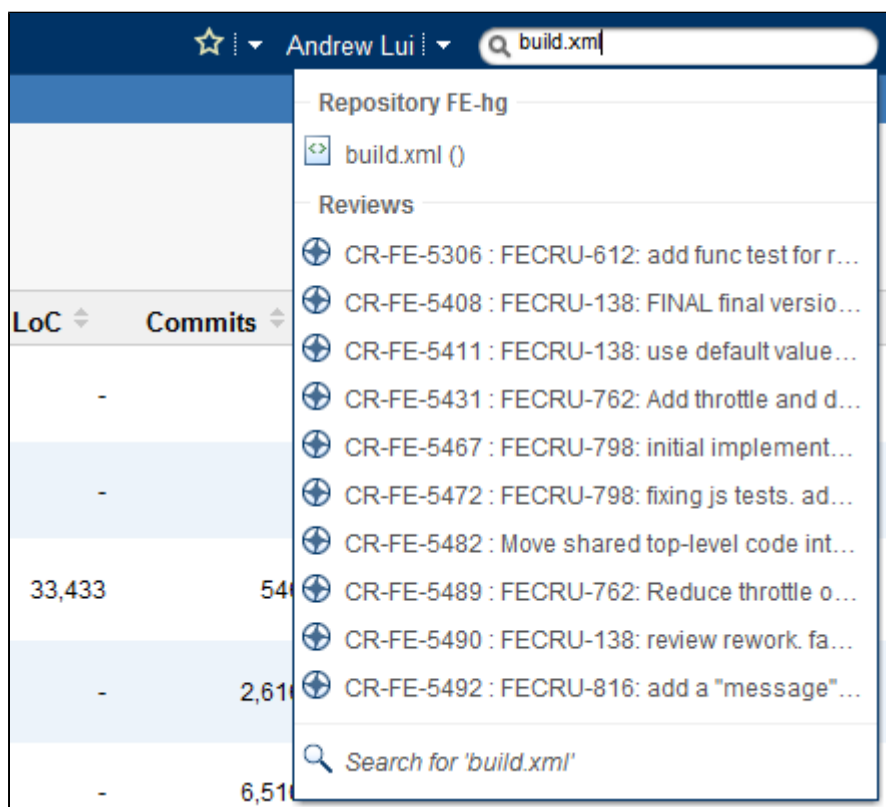 Andrew Lui build.xml
Repository FE-hg
build.xml ()
Reviews
CR-FE-5306 : FECRU-612: add func test for r…
CR-FE-5408 : FECRU-138: FINAL final versio…
CR-FE-5411 : FECRU-138: use default value…
CR-FE-5431 : FECRU-762: Add throttle and d…
CR-FE-5467 : FECRU-798: initial implement…
CR-FE-5472 : FECRU-798: fixing js tests. ad…
CR-FE-5482 : Move shared top-level code int…
CR-FE-5489 : FECRU-762: Reduce throttle o…
CR-FE-5490 : FECRU-138: review rework. fa…
CR-FE-5492 : FECRU-816: add a "message"…
Search for 'build.xml'
LoC Commits
-
-
33,433
-
-